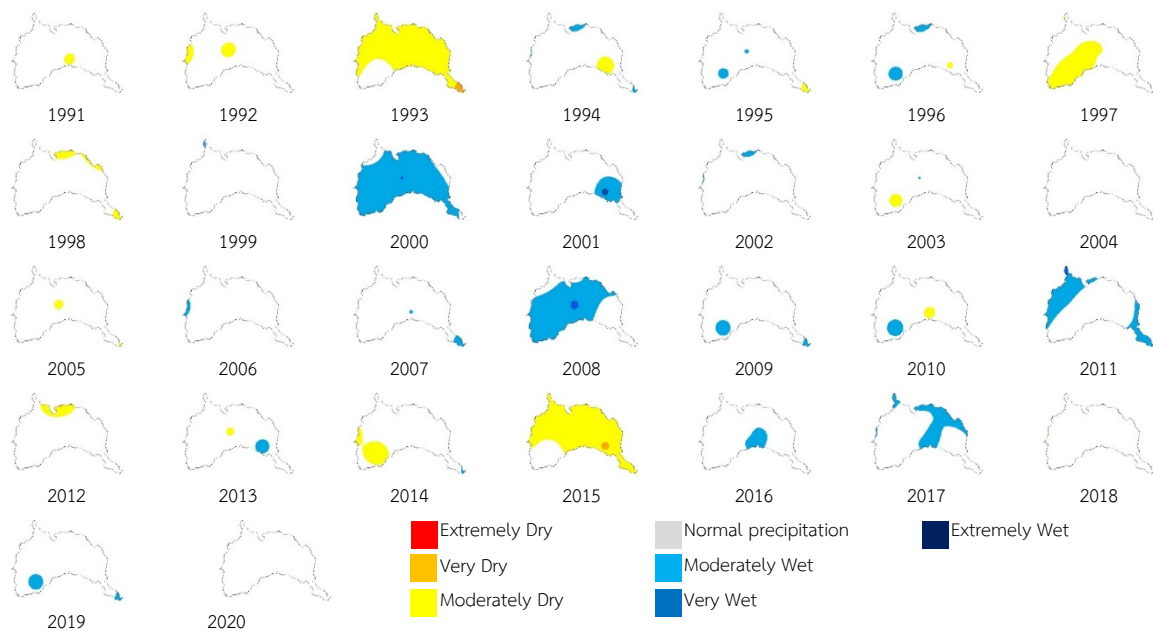 1991 1992 1993 1994 1995 1996 1997
1998 1999 2000 2001 2002 2003 2004
2005 2006 2007 2008 2009 2010 2011
2012 2013 2014 2015 2016 2017 2018
Extremely Dry Normal precipitation Extremely Wet
Very Dry Moderately Wet
Moderately Dry Very Wet
2019 2020